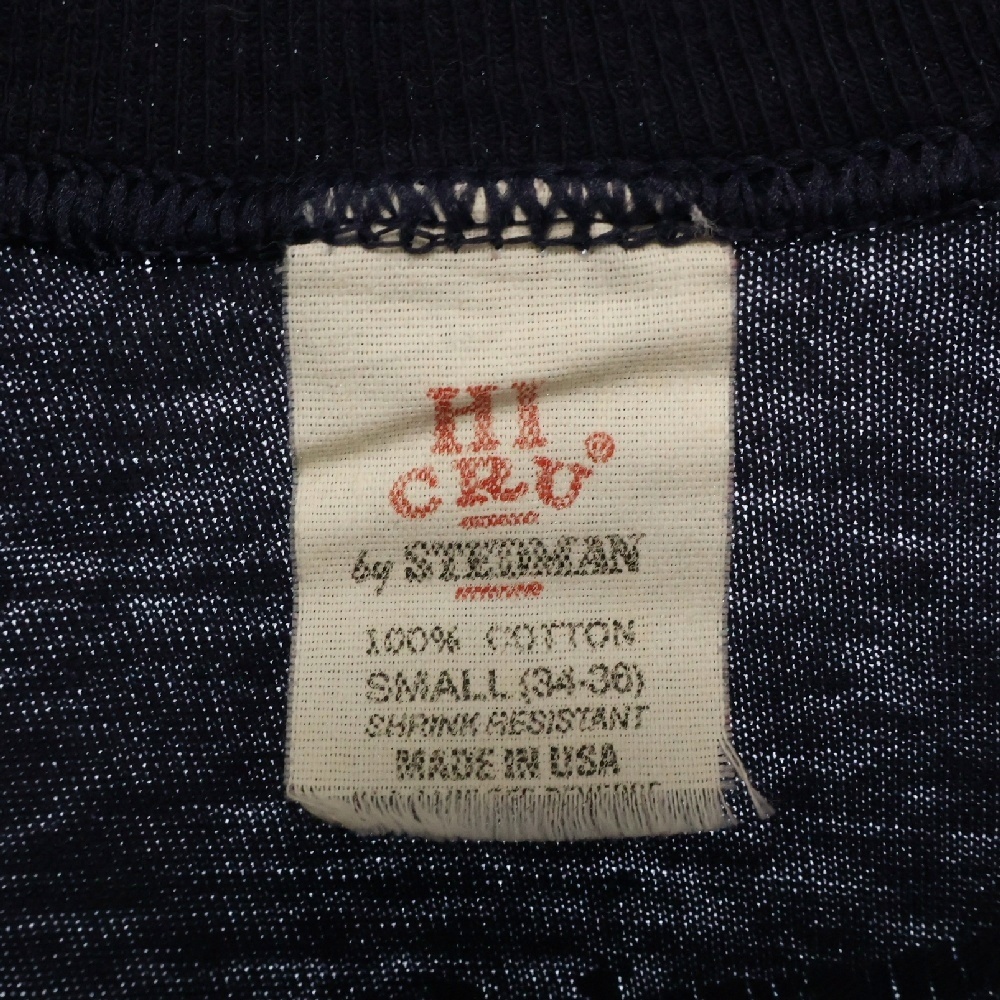 HI
CRU®
by STEDMAN
100% COTTON
SMALL (34-36)
SHRINK RESISTANT
MADE IN USA